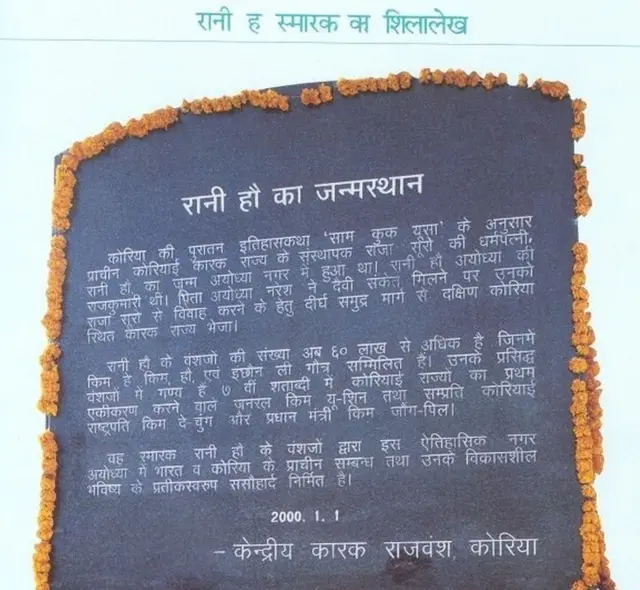 रानी ह स्मारक का शिलालेख
रानी हौ का जन्मस्थान
कोरिया की, पुरातन इतिहासकथा 'साम कुक यूसा' के अनुसार
प्राचीन कोरियाई कारक राज्य के संस्थापक राजा सूरो की धर्मपत्नी,
रानी हौ, का जन्म अयोध्या नगर में हुआ था। रानी हौ अयोध्या की
राजकुमारी थी। पिता अयोध्या नरेश ने दैवी संकेत मिलने पर उनको
राजा सूरो से विवाह करने के हेतु दीर्घ समुद्र मार्ग से दक्षिण कोरिया
स्थित कारक राज्य भेजा।
रानी हौ के वंशजों की संख्या अब ६० लाख से अधिक है जिनमें
किम हे किम, हौ, एवं इछौन ली गौत्र सम्मिलित हैं। उनके प्रसिद्ध
वंशजों में गण्य हैं ७ वीं शताब्दी में कोरियाई राज्यों का प्रथम
एकीकरण करने वाले जनरल किम यू-शिन तथा सम्प्रति कोरियाई
राष्ट्रपति किम दे-चुंग और प्रधान मंत्री किम जौंग-पिल।
वह स्मारक रानी हौ के वंशजों द्वारा इस ऐतिहासिक नगर
अयोध्या में भारत व कोरिया के प्राचीन सम्बन्ध तथा उनके विकासशील
भविष्य के प्रतीकस्वरुप ससौहार्द निर्मित है।
2000. 1. 1
– केन्द्रीय कारक राजवंश, कोरिया